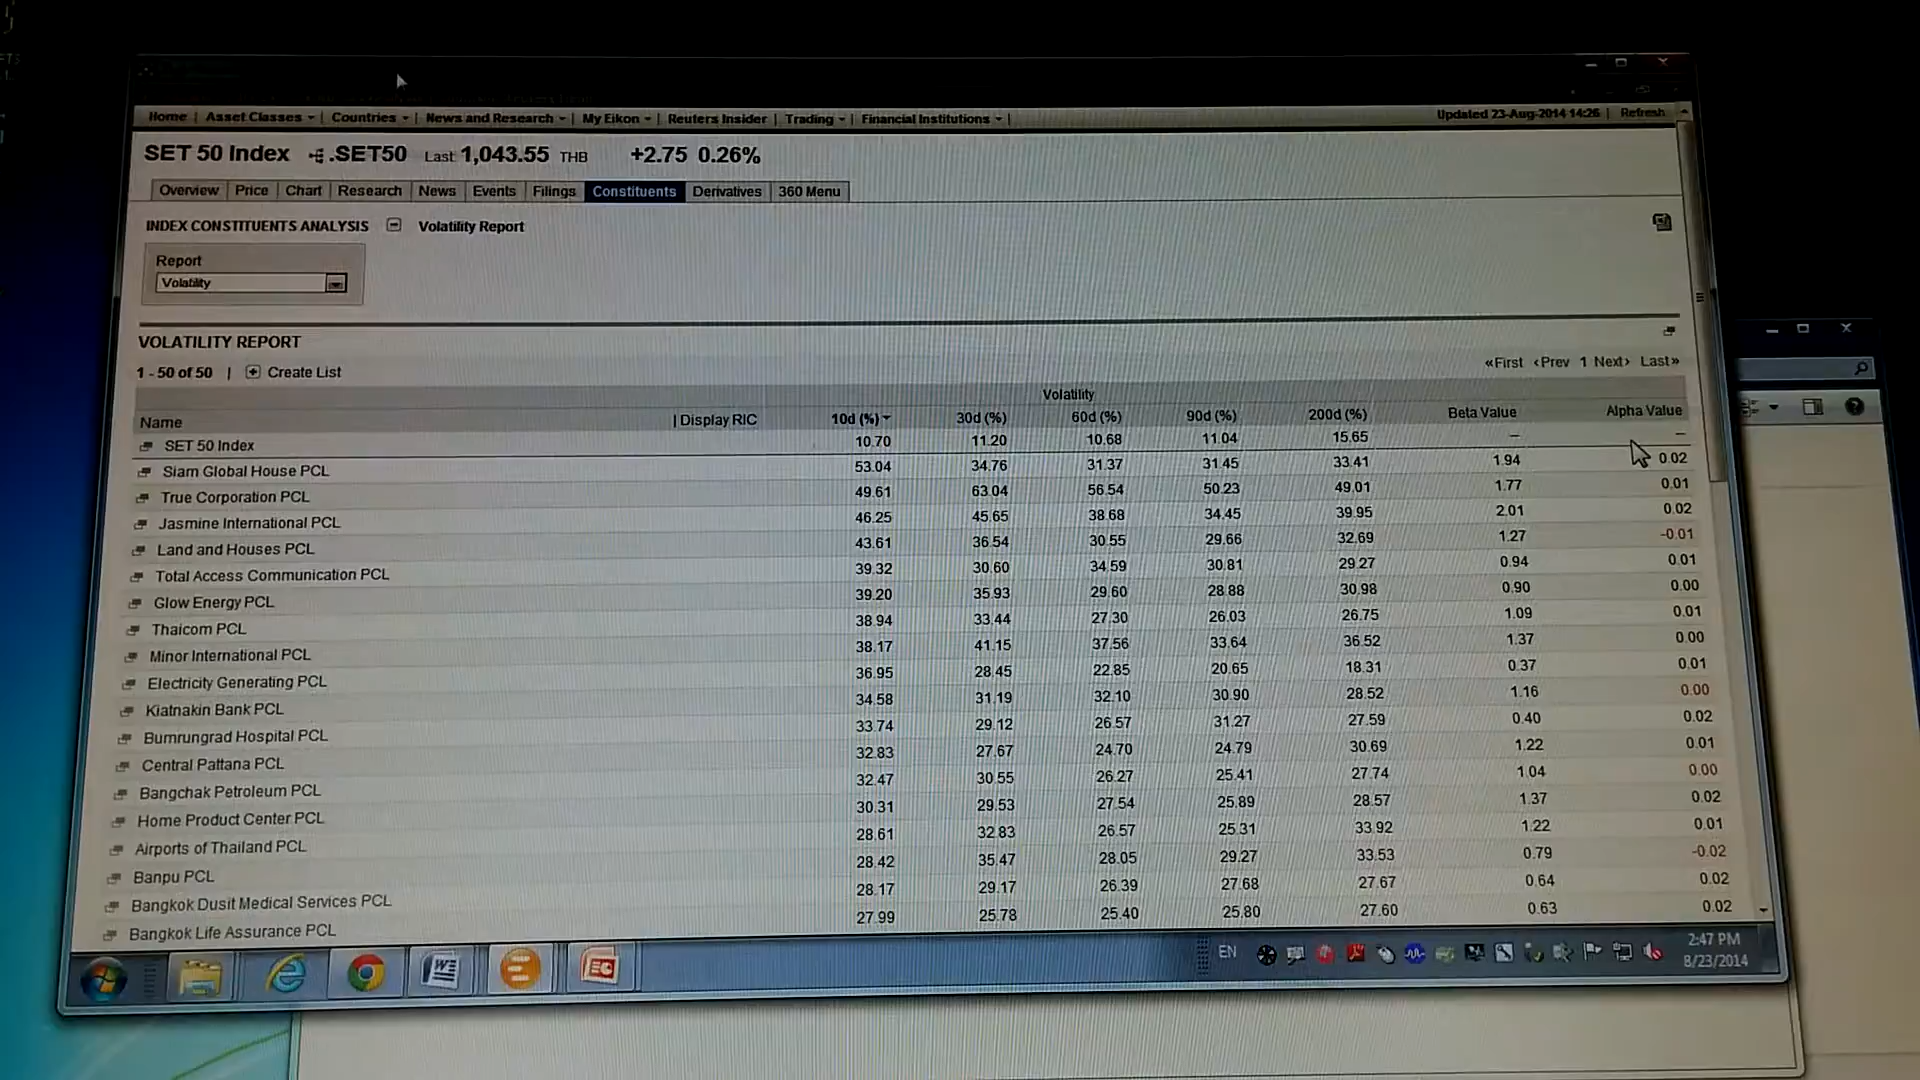 Home | Asset Classes | Countries | News and Research | My Eikon | Reuters Insider | Trading | Financial Institutions |
Updated 23-Aug-2014 14:26 | Refresh
SET 50 Index .SET50 Last 1,043.55 THB +2.75 0.26%
Overview Price Chart Research News Events Filings Constituents Derivatives 360 Menu
INDEX CONSTITUENTS ANALYSIS Volatility Report
Report
Volatility
VOLATILITY REPORT
1 - 50 of 50 | Create List
«First ‹Prev 1 Next› Last»
Volatility
Name | Display RIC 10d (%) 30d (%) 60d (%) 90d (%) 200d (%) Beta Value Alpha Value
SET 50 Index 10.70 11.20 10.68 11.04 15.65 – –
Siam Global House PCL 53.04 34.76 31.37 31.45 33.41 1.94 0.02
True Corporation PCL 49.61 63.04 56.54 50.23 49.01 1.77 0.01
Jasmine International PCL 46.25 45.65 38.68 34.45 39.95 2.01 0.02
Land and Houses PCL 43.61 36.54 30.55 29.66 32.69 1.27 -0.01
Total Access Communication PCL 39.32 30.60 34.59 30.81 29.27 0.94 0.01
Glow Energy PCL 39.20 35.93 29.60 28.88 30.98 0.90 0.00
Thaicom PCL 38.94 33.44 27.30 26.03 26.75 1.09 0.01
Minor International PCL 38.17 41.15 37.56 33.64 36.52 1.37 0.00
Electricity Generating PCL 36.95 28.45 22.85 20.65 18.31 0.37 0.01
Kiatnakin Bank PCL 34.58 31.19 32.10 30.90 28.52 1.16 0.00
Bumrungrad Hospital PCL 33.74 29.12 26.57 31.27 27.59 0.40 0.02
Central Pattana PCL 32.83 27.67 24.70 24.79 30.69 1.22 0.01
Bangchak Petroleum PCL 32.47 30.55 26.27 25.41 27.74 1.04 0.00
Home Product Center PCL 30.31 29.53 27.54 25.89 28.57 1.37 0.02
Airports of Thailand PCL 28.61 32.83 26.57 25.31 33.92 1.22 0.01
Banpu PCL 28.42 35.47 28.05 29.27 33.53 0.79 -0.02
Bangkok Dusit Medical Services PCL 28.17 29.17 26.39 27.68 27.67 0.64 0.02
Bangkok Life Assurance PCL 27.99 25.78 25.40 25.80 27.60 0.63 0.02
EN
2:47 PM
8/23/2014